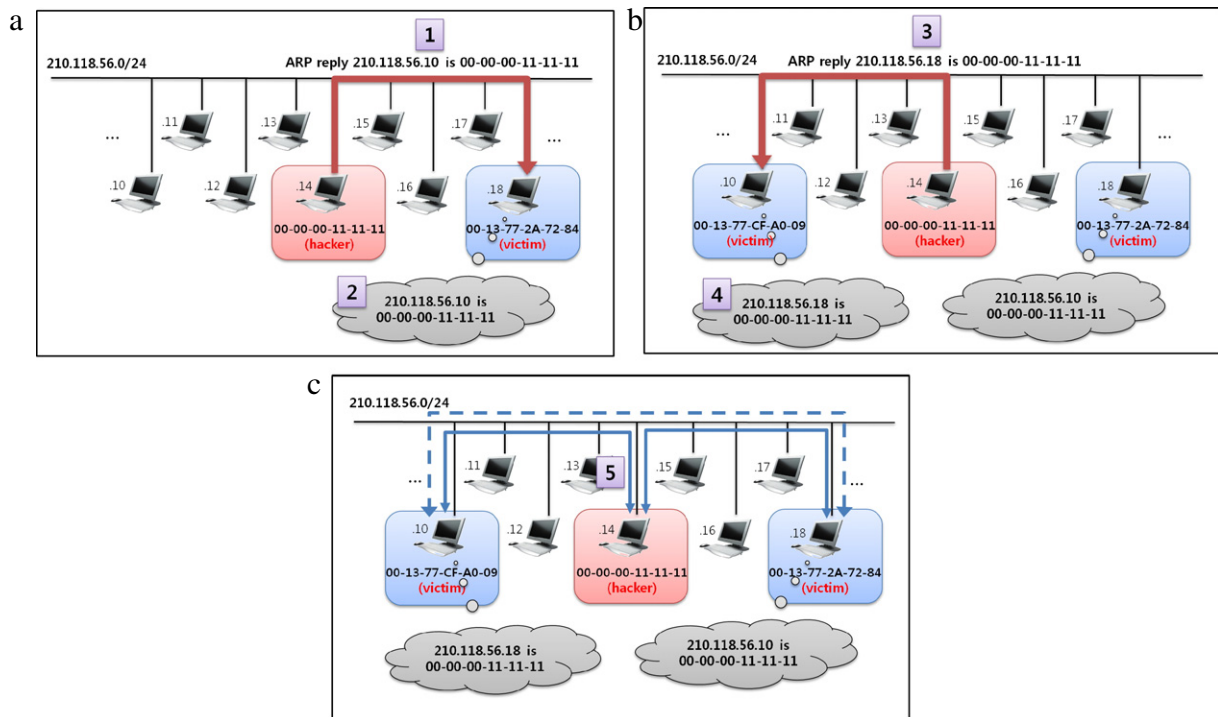 a
1
210.118.56.0/24
ARP reply 210.118.56.10 is 00-00-00-11-11-11
.11
.13
.15
.17
...
...
.10
.12
.14
.16
.18
00-00-00-11-11-11
(hacker)
00-13-77-2A-72-84
(victim)
2
210.118.56.10 is
00-00-00-11-11-11
b
3
210.118.56.0/24
ARP reply 210.118.56.18 is 00-00-00-11-11-11
.11
.13
.15
.17
...
...
.10
.12
.14
.16
.18
00-13-77-CF-A0-09
(victim)
00-00-00-11-11-11
(hacker)
00-13-77-2A-72-84
(victim)
4
210.118.56.18 is
00-00-00-11-11-11
210.118.56.10 is
00-00-00-11-11-11
c
210.118.56.0/24
.11
.13
5
.15
.17
...
...
.10
.12
.14
.16
.18
00-13-77-CF-A0-09
(victim)
00-00-00-11-11-11
(hacker)
00-13-77-2A-72-84
(victim)
210.118.56.18 is
00-00-00-11-11-11
210.118.56.10 is
00-00-00-11-11-11